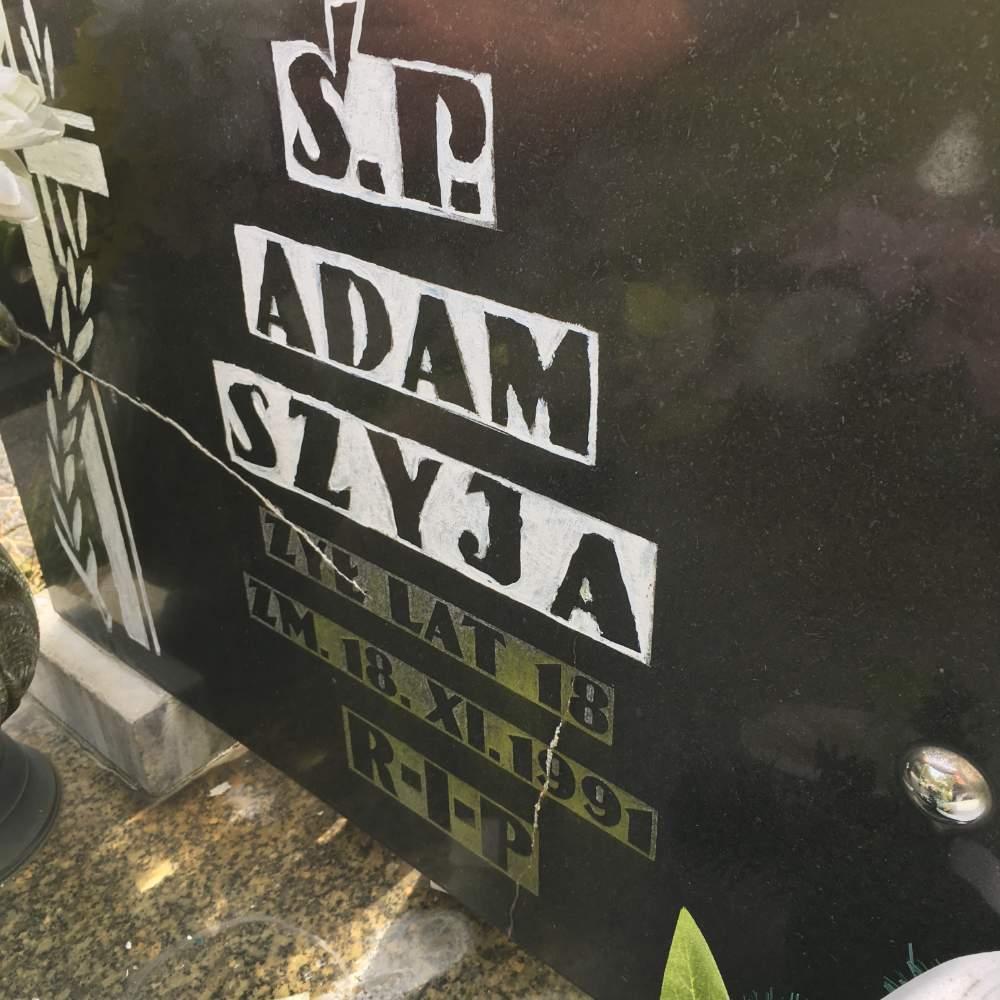 Ś.P.
ADAM
SZYJA
ŻYŁ LAT 18
ZM. 18. XI. 1991
R-I-P